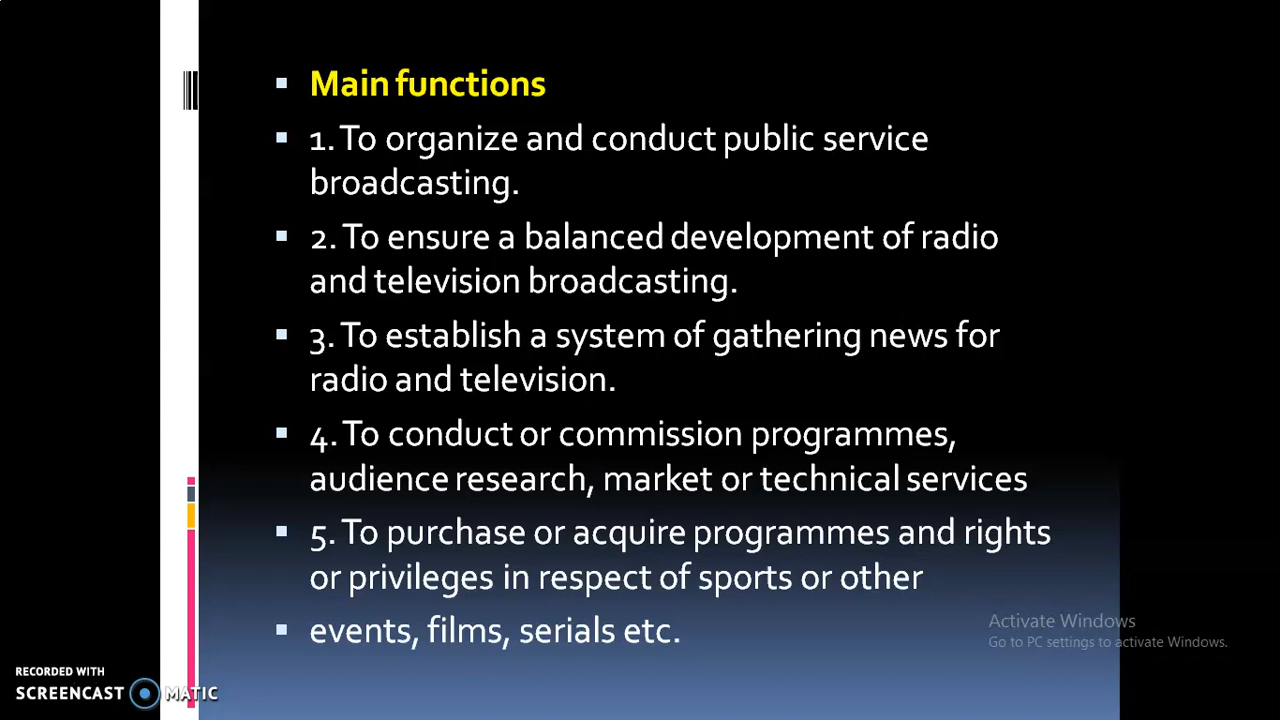 Main functions
1. To organize and conduct public service
broadcasting.
2. To ensure a balanced development of radio
and television broadcasting.
3. To establish a system of gathering news for
radio and television.
4. To conduct or commission programmes,
audience research, market or technical services
5. To purchase or acquire programmes and rights
or privileges in respect of sports or other
events, films, serials etc.
Activate Windows
Go to PC settings to activate Windows.
RECORDED WITH
SCREENCAST MATIC